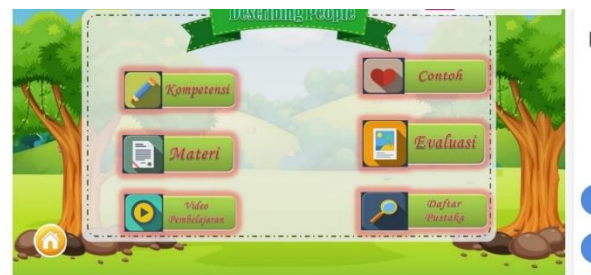 Describing People
Kompetensi
Contoh
Materi
Evaluasi
Video
Pembelajaran
Daftar
Pustaka